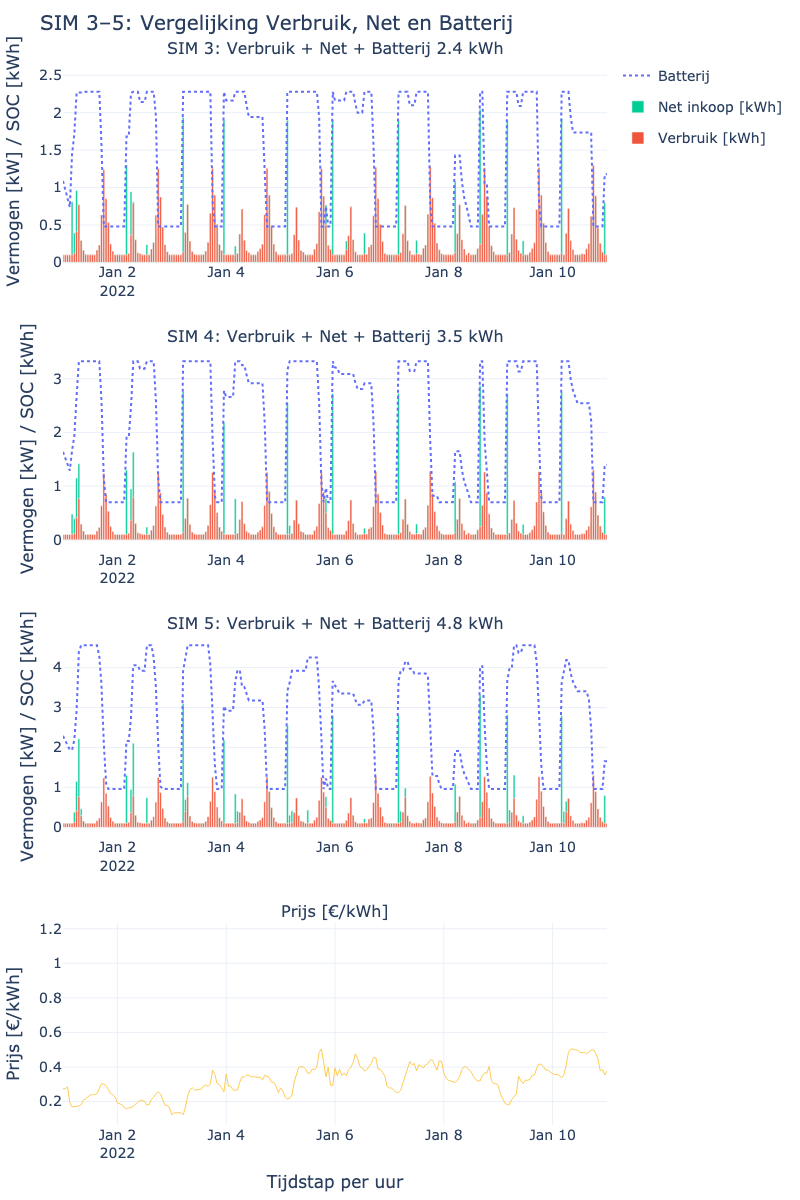 SIM 3–5: Vergelijking Verbruik, Net en Batterij
SIM 3: Verbruik + Net + Batterij 2.4 kWh
Batterij
Net inkoop [kWh]
Verbruik [kWh]
Vermogen [kW] / SOC [kWh]
2.5
2
1.5
1
0.5
0
Jan 2
2022
Jan 4
Jan 6
Jan 8
Jan 10
SIM 4: Verbruik + Net + Batterij 3.5 kWh
Vermogen [kW] / SOC [kWh]
3
2
1
0
Jan 2
2022
Jan 4
Jan 6
Jan 8
Jan 10
SIM 5: Verbruik + Net + Batterij 4.8 kWh
Vermogen [kW] / SOC [kWh]
4
3
2
1
0
Jan 2
2022
Jan 4
Jan 6
Jan 8
Jan 10
Prijs [€/kWh]
Prijs [€/kWh]
1.2
1
0.8
0.6
0.4
0.2
Jan 2
2022
Jan 4
Jan 6
Jan 8
Jan 10
Tijdstap per uur